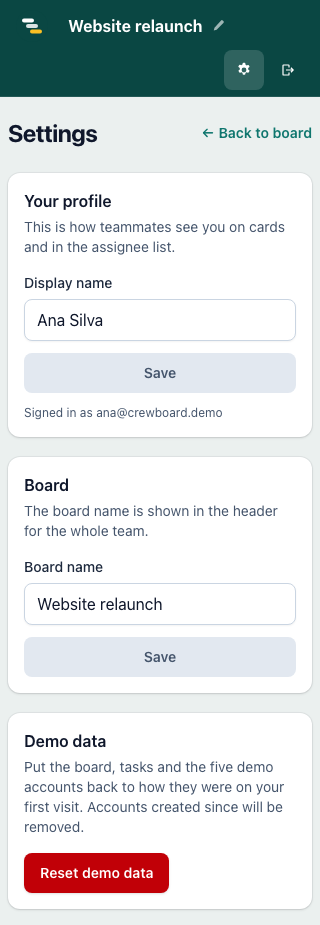 Website relaunch
Settings
← Back to board
Your profile
This is how teammates see you on cards
and in the assignee list.
Display name
Ana Silva
Save
Signed in as ana@crewboard.demo
Board
The board name is shown in the header
for the whole team.
Board name
Website relaunch
Save
Demo data
Put the board, tasks and the five demo
accounts back to how they were on your
first visit. Accounts created since will be
removed.
Reset demo data